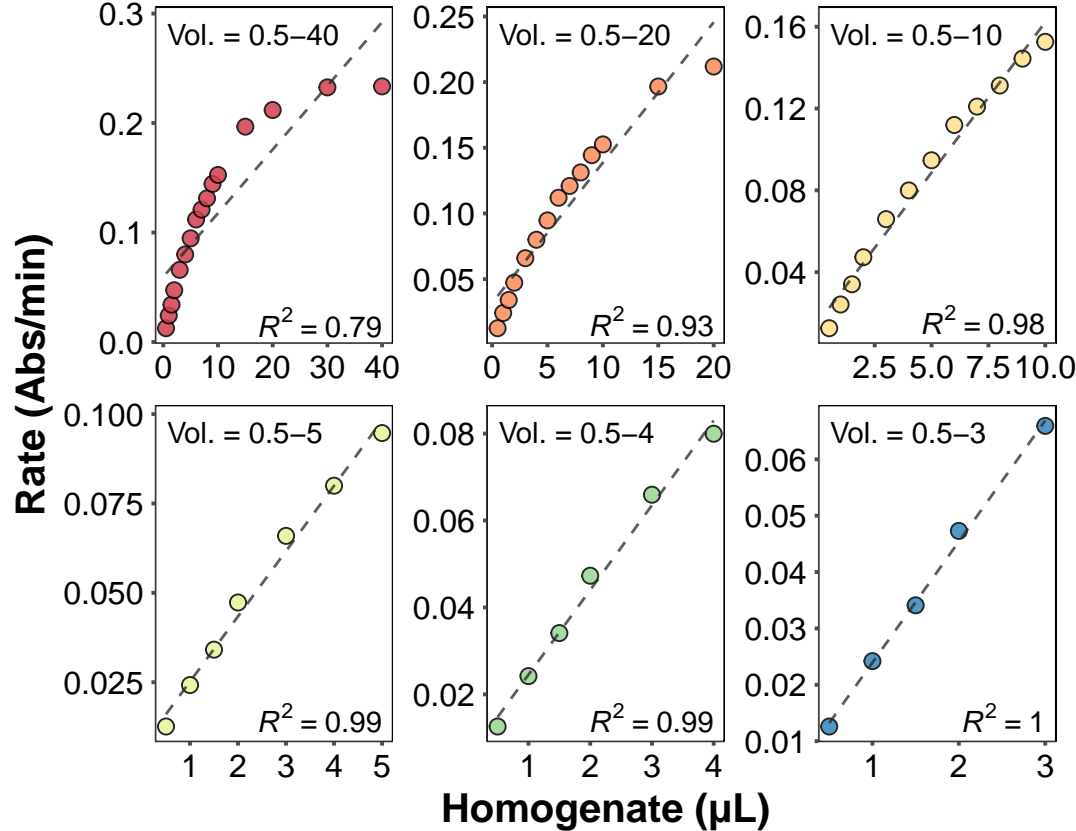 Rate (Abs/min)
0.3
0.2
0.1
0.0
Vol. = 0.5−40
R² = 0.79
0 10 20 30 40
0.25
0.20
0.15
0.10
0.05
Vol. = 0.5−20
R² = 0.93
0 5 10 15 20
0.16
0.12
0.08
0.04
Vol. = 0.5−10
R² = 0.98
2.5 5.0 7.5 10.0
0.100
0.075
0.050
0.025
Vol. = 0.5−5
R² = 0.99
1 2 3 4 5
0.08
0.06
0.04
0.02
Vol. = 0.5−4
R² = 0.99
1 2 3 4
0.06
0.05
0.04
0.03
0.02
0.01
Vol. = 0.5−3
R² = 1
1 2 3
Homogenate (μL)